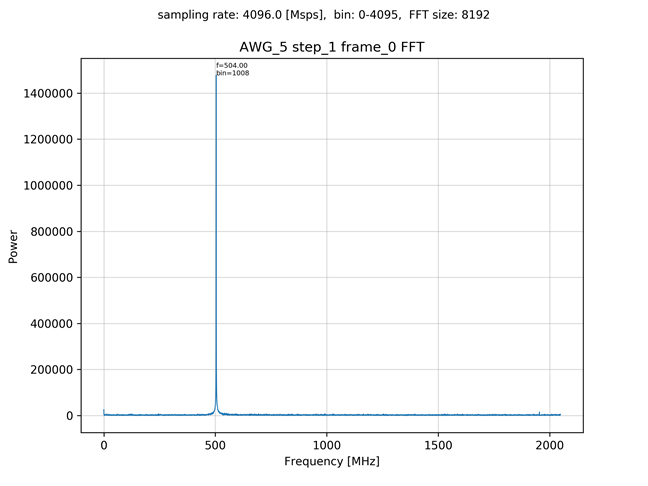 sampling rate: 4096.0 [Msps],  bin: 0-4095,  FFT size: 8192
AWG_5 step_1 frame_0 FFT
f=504.00
bin=1008
1400000
1200000
1000000
800000
600000
400000
200000
0
Power
0 500 1000 1500 2000
Frequency [MHz]